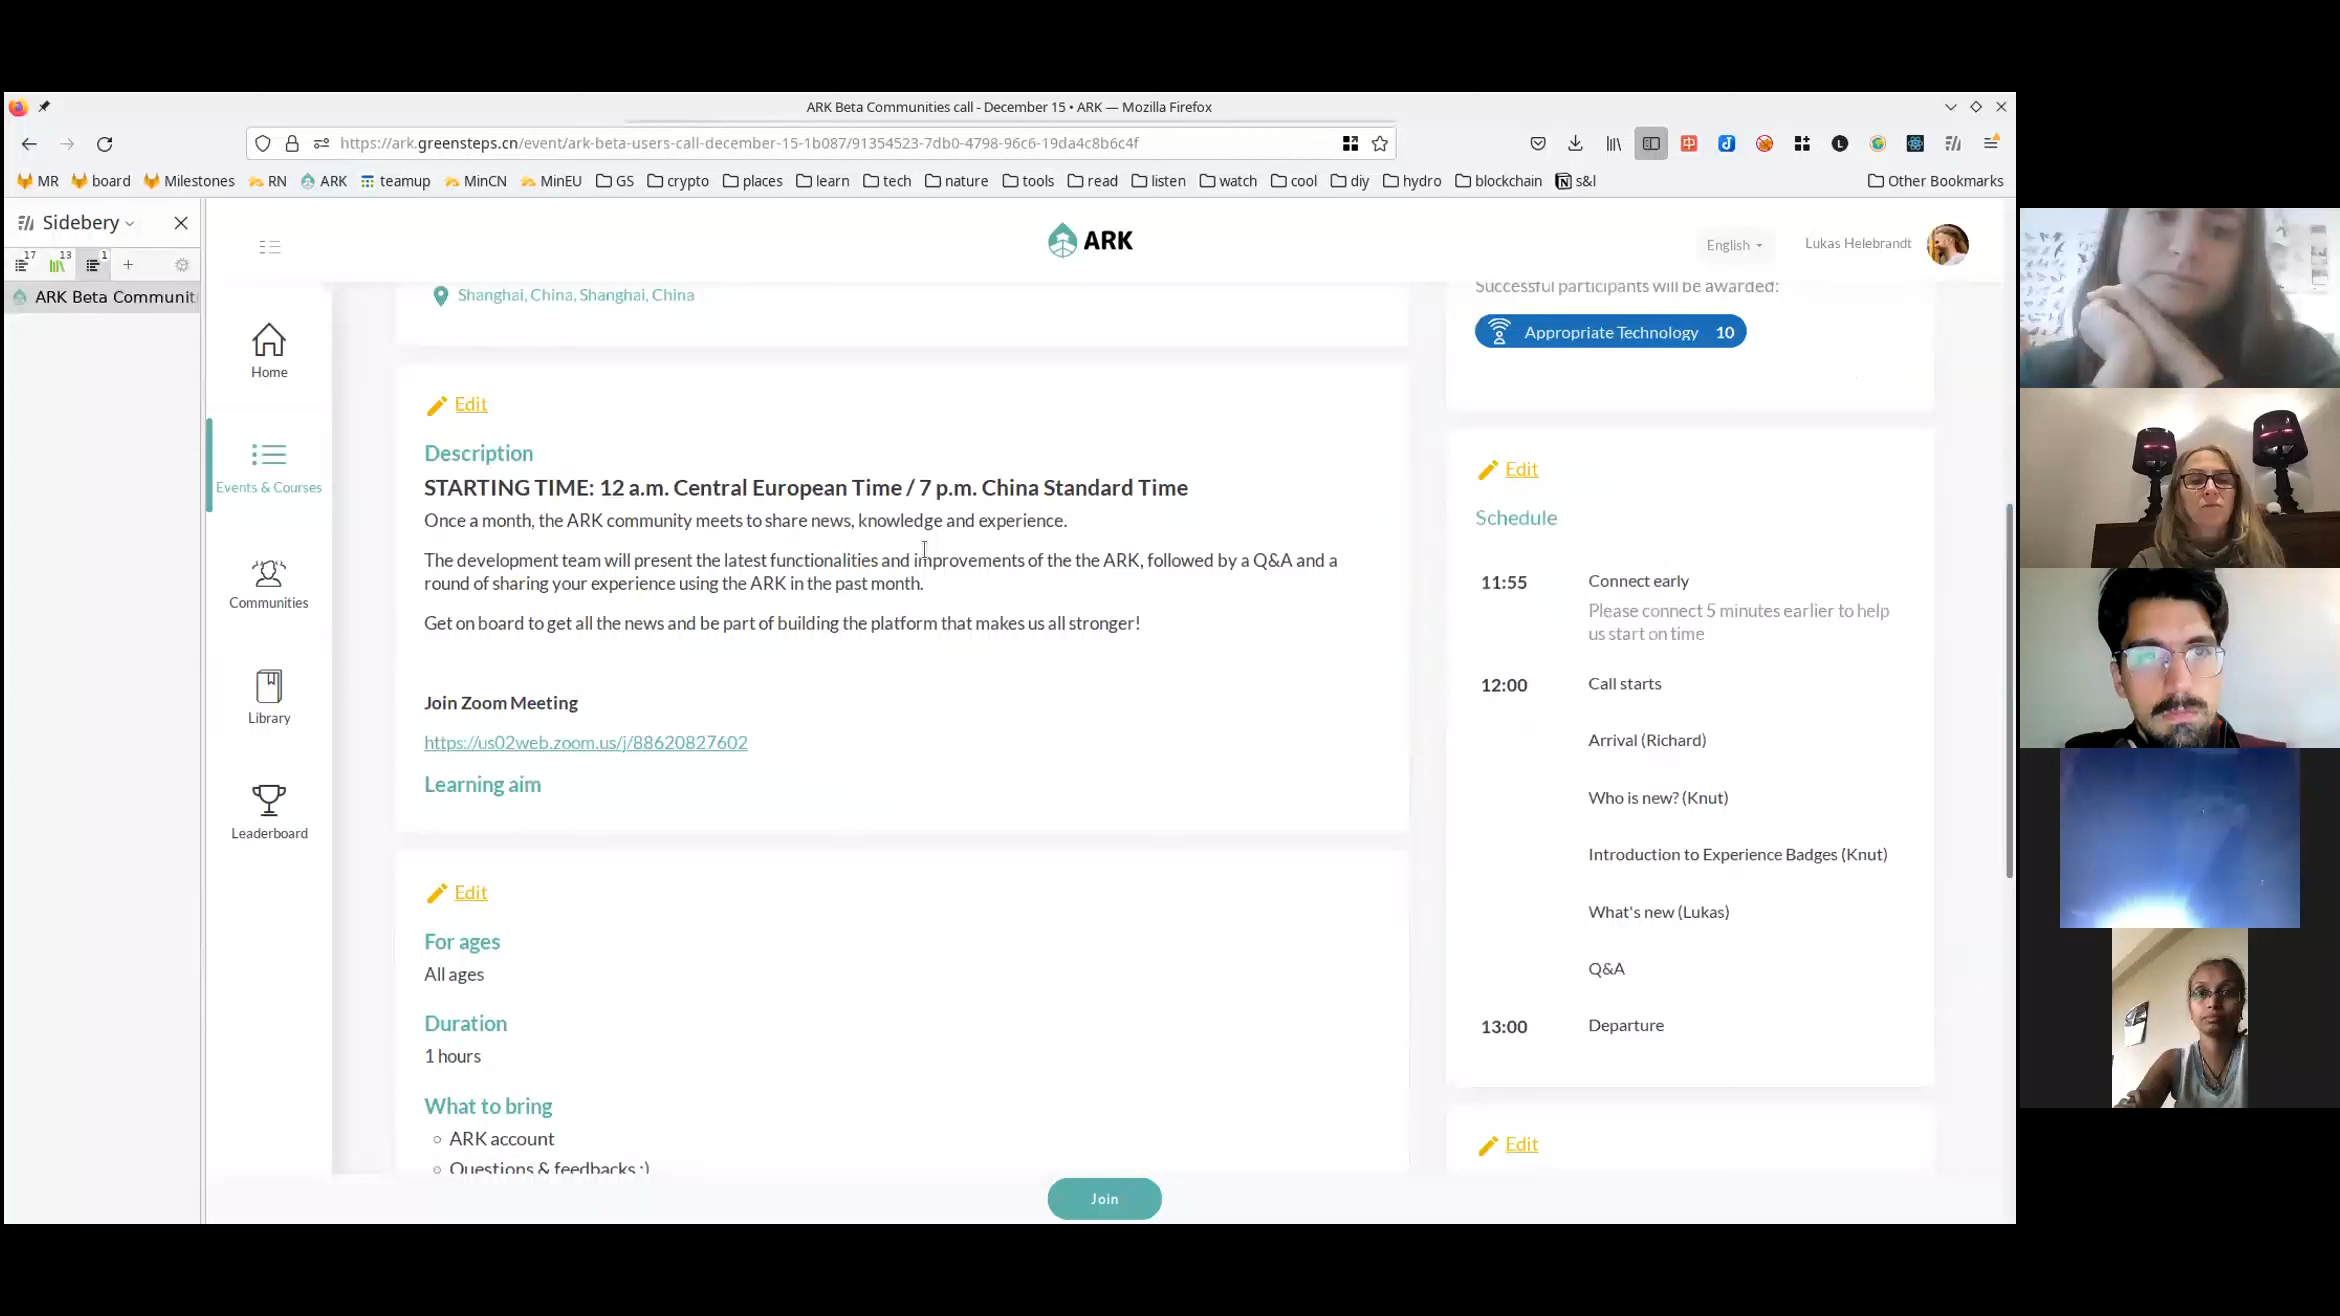 ARK Beta Communities call - December 15 • ARK — Mozilla Firefox
https://ark.greensteps.cn/event/ark-beta-users-call-december-15-1b087/91354523-7db0-4798-96c6-19da4c8b6c4f
MR board Milestones RN ARK teamup MinCN MinEU GS crypto places learn tech nature tools read listen watch cool diy hydro blockchain s&l Other Bookmarks
Sidebery
17 13 1
ARK Beta Communit
ARK
English
Lukas Helebrandt
Home
Events & Courses
Communities
Library
Leaderboard
Shanghai, China, Shanghai, China
Edit
Description
STARTING TIME: 12 a.m. Central European Time / 7 p.m. China Standard Time
Once a month, the ARK community meets to share news, knowledge and experience.
The development team will present the latest functionalities and improvements of the the ARK, followed by a Q&A and a
round of sharing your experience using the ARK in the past month.
Get on board to get all the news and be part of building the platform that makes us all stronger!
Join Zoom Meeting
https://us02web.zoom.us/j/88620827602
Learning aim
Edit
For ages
All ages
Duration
1 hours
What to bring
ARK account
Questions & feedbacks :)
Successful participants will be awarded:
Appropriate Technology 10
Edit
Schedule
11:55 Connect early
Please connect 5 minutes earlier to help
us start on time
12:00 Call starts
Arrival (Richard)
Who is new? (Knut)
Introduction to Experience Badges (Knut)
What's new (Lukas)
Q&A
13:00 Departure
Edit
Join